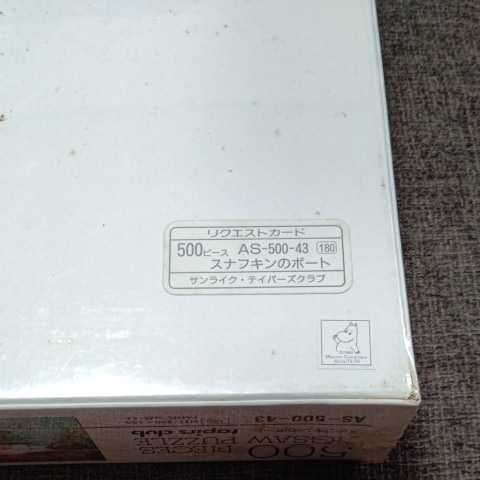 リクエストカード
500ピース AS-500-43 180
スナフキンのボート
サンライク・テイパーズクラブ
AS-500-43
tapirs club
500 PIECES
JIGSAW PUZZLE